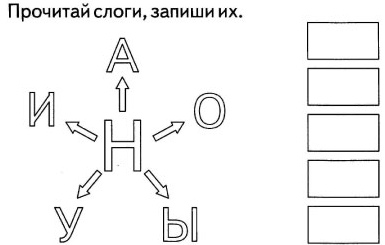 Прочитай слоги, запиши их.
А
И
О
Н
У
Ы